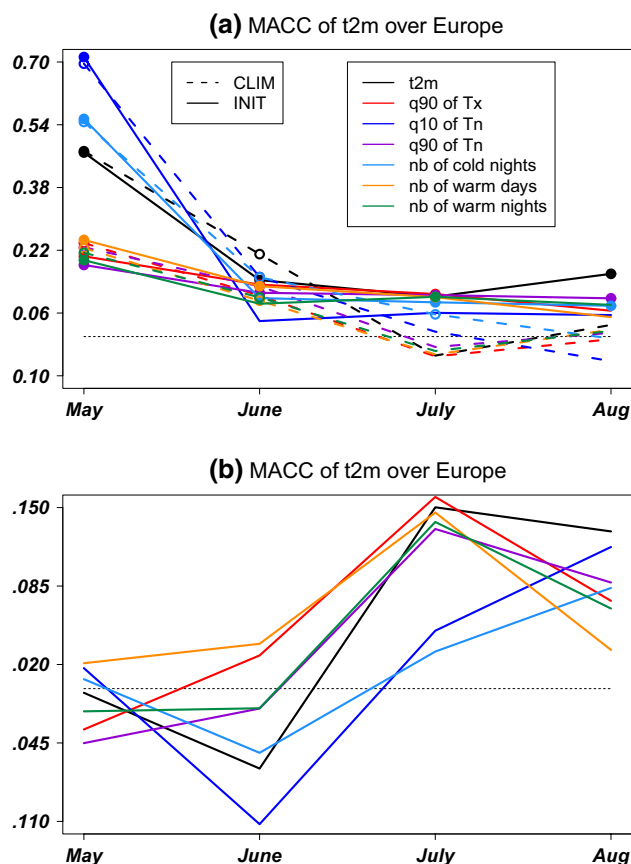 (a) MACC of t2m over Europe
0.70
0.54
0.38
0.22
0.06
0.10
CLIM
INIT
t2m
q90 of Tx
q10 of Tn
q90 of Tn
nb of cold nights
nb of warm days
nb of warm nights
May June July Aug
(b) MACC of t2m over Europe
.150
.085
.020
.045
.110
May June July Aug